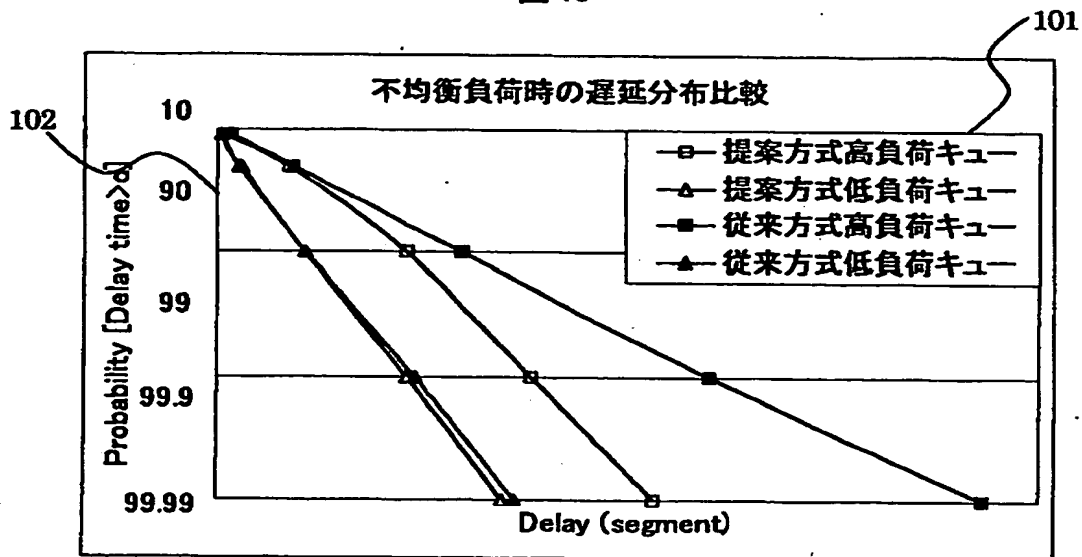 101
不均衡負荷時の遅延分布比較
10
102
提案方式高負荷キュー
提案方式低負荷キュー
従来方式高負荷キュー
従来方式低負荷キュー
90
99
99.9
99.99
Probability [Delay time>d]
Delay (segment)